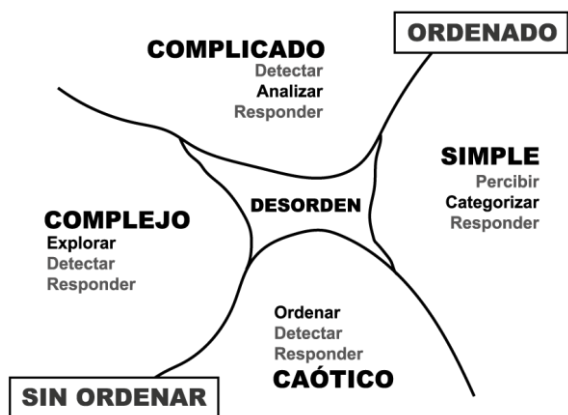 ORDENADO
COMPLICADO
Detectar
Analizar
Responder
SIMPLE
Percibir
Categorizar
Responder
DESORDEN
COMPLEJO
Explorar
Detectar
Responder
Ordenar
Detectar
Responder
CAÓTICO
SIN ORDENAR